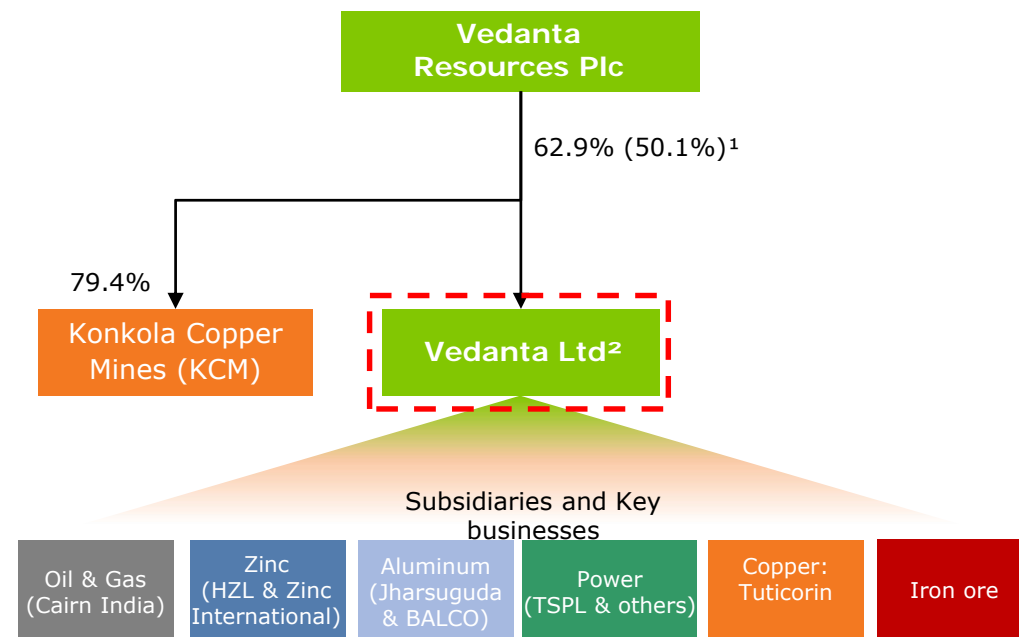 Vedanta
Resources Plc
62.9% (50.1%)¹
79.4%
Konkola Copper
Mines (KCM)
Vedanta Ltd²
Subsidiaries and Key
businesses
Oil & Gas
(Cairn India)
Zinc
(HZL & Zinc
International)
Aluminum
(Jharsuguda
& BALCO)
Power
(TSPL & others)
Copper:
Tuticorin
Iron ore